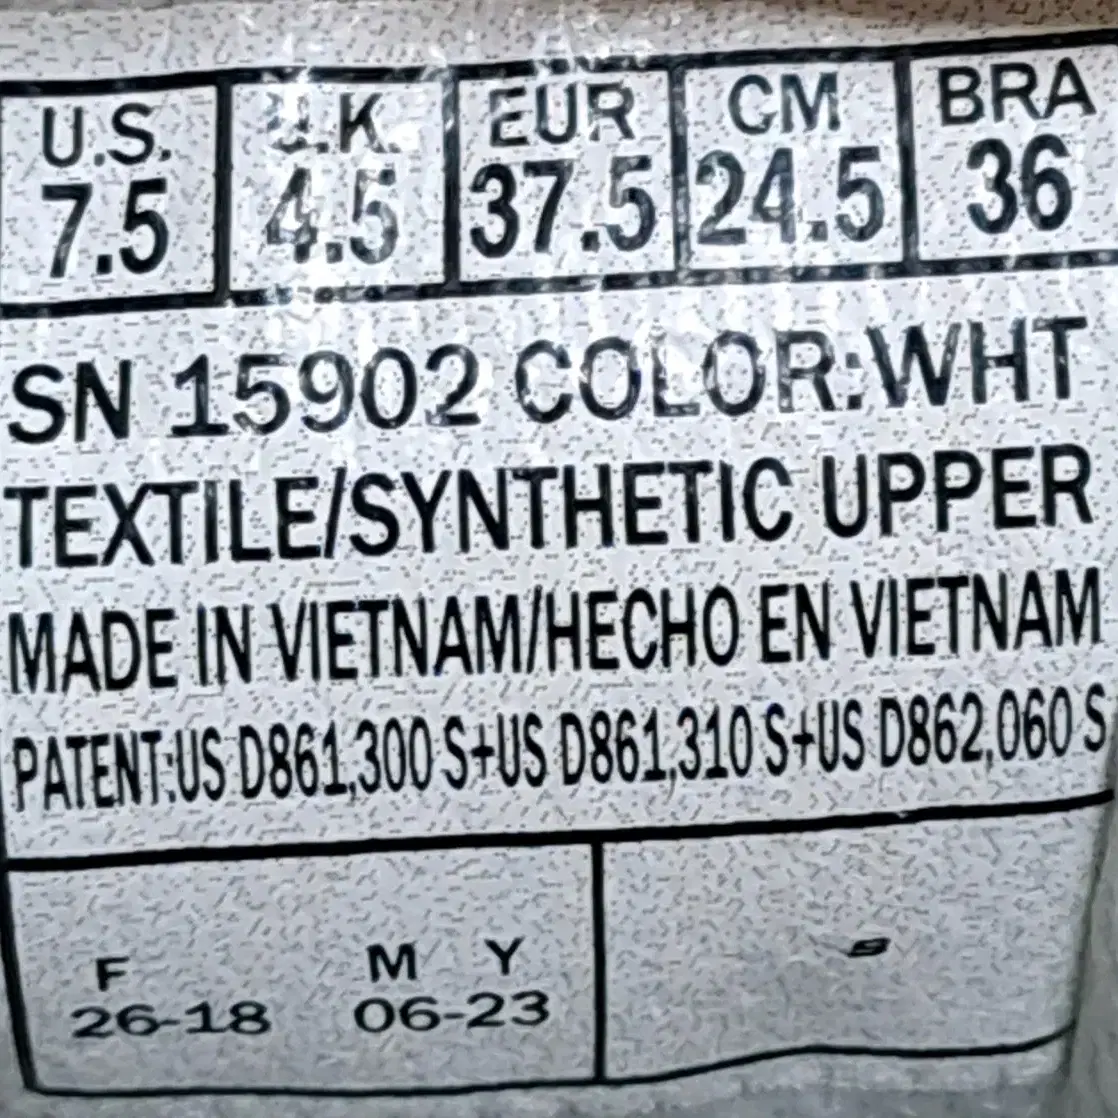 U.S. U.K. EUR CM BRA
7.5 4.5 37.5 24.5 36
SN 15902 COLOR:WHT
TEXTILE/SYNTHETIC UPPER
MADE IN VIETNAM/HECHO EN VIETNAM
PATENT:US D861,300 S+US D861,310 S+US D862,060 S
F M Y
26-18 06-23